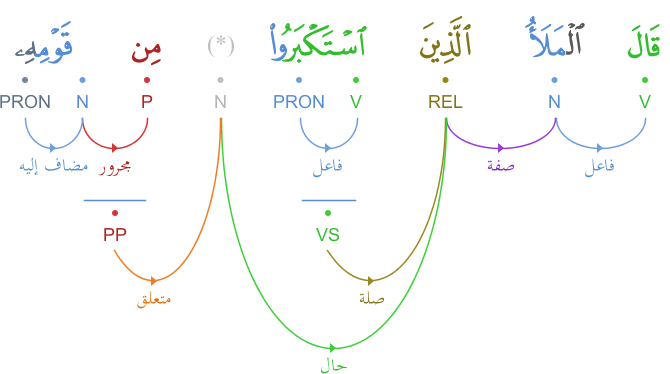 قَالَ ٱلْمَلَأُ ٱلَّذِينَ ٱسْتَكْبَرُوا۟ (*) مِن قَوْمِهِۦ
V N REL V PRON N P N PRON
فاعل صفة فاعل مجرور مضاف إليه
VS PP
صلة متعلق
حال